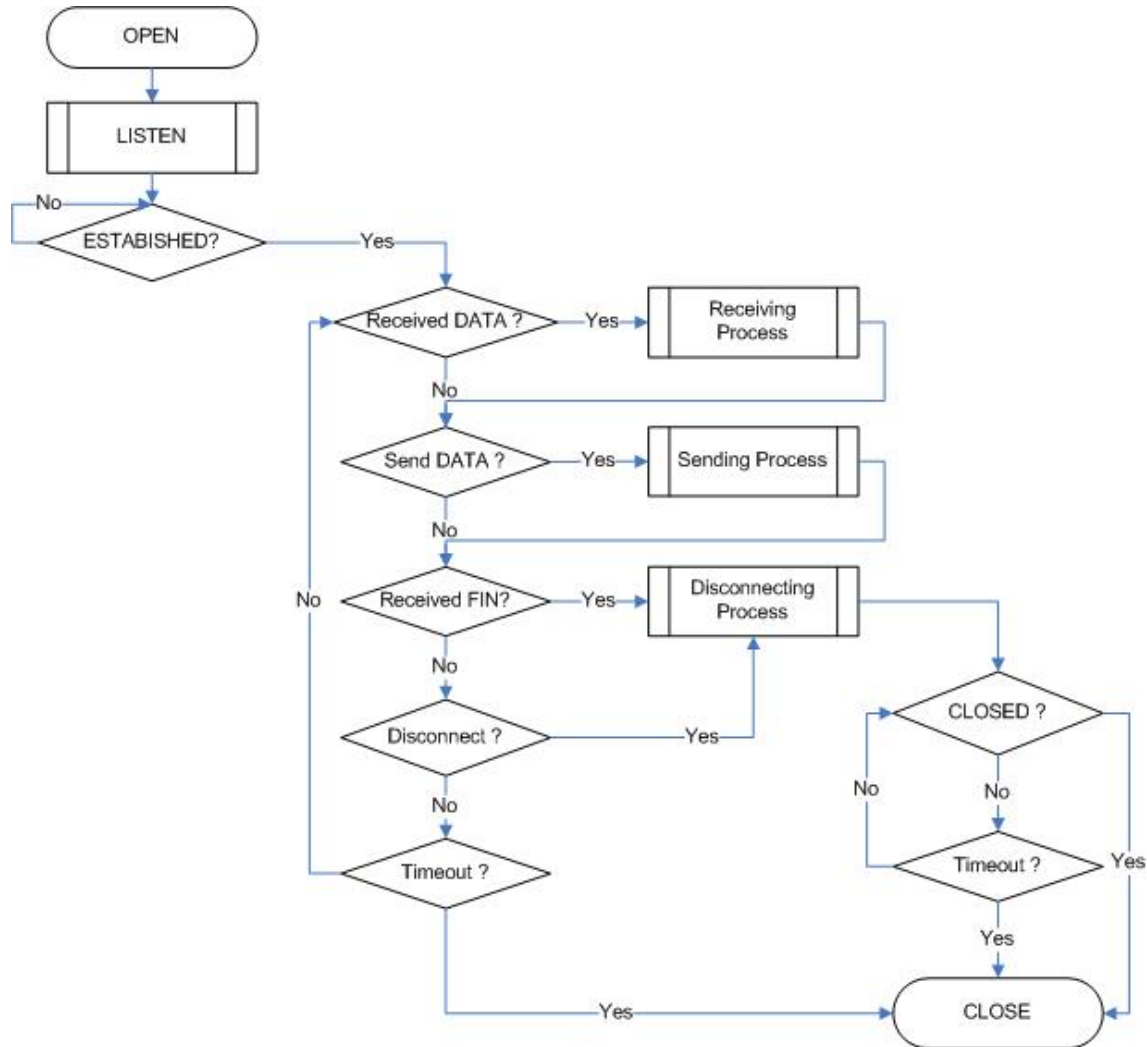 OPEN
LISTEN
No
ESTABISHED?
Yes
Received DATA ?
Yes
Receiving
Process
No
Send DATA ?
Yes
Sending Process
No
Received FIN?
Yes
Disconnecting
Process
No
No
Disconnect ?
Yes
CLOSED ?
No
No
No
Timeout ?
Timeout ?
Yes
Yes
Yes
CLOSE